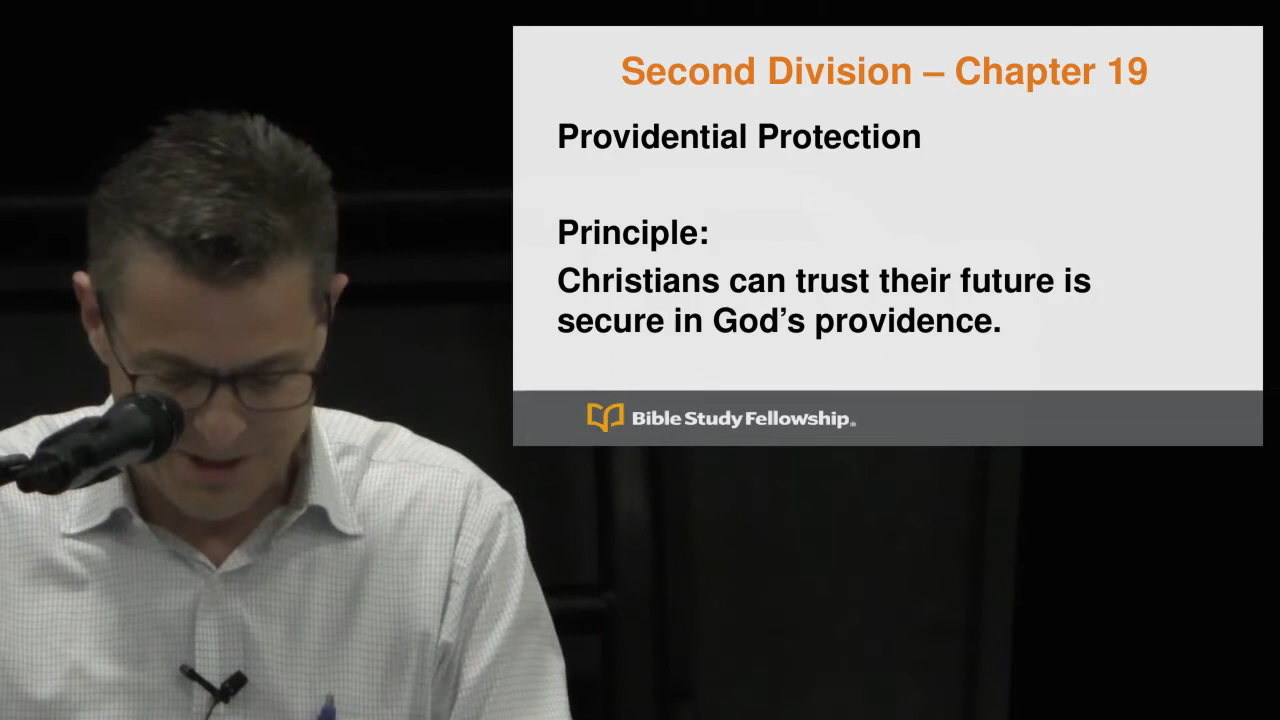 Second Division – Chapter 19
Providential Protection
Principle:
Christians can trust their future is
secure in God’s providence.
Bible Study Fellowship®